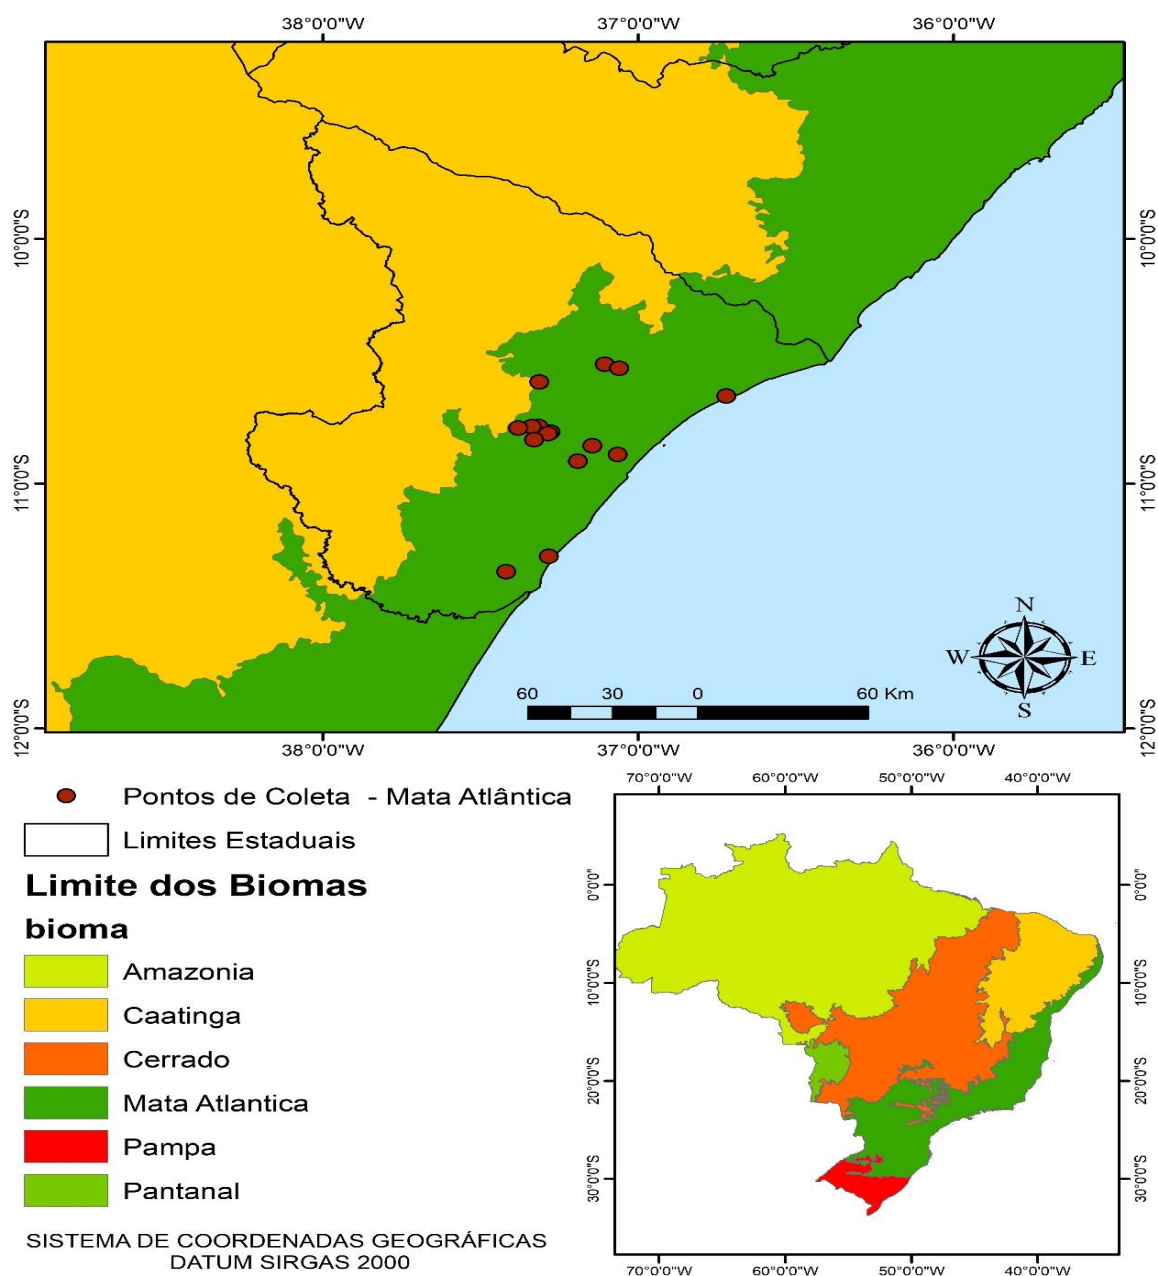 38°0'0"W 37°0'0"W 36°0'0"W
10°0'0"S 10°0'0"S
11°0'0"S 11°0'0"S
12°0'0"S 12°0'0"S
N
W E
S
60 30 0 60 Km
38°0'0"W 37°0'0"W 36°0'0"W
Pontos de Coleta - Mata Atlântica
Limites Estaduais
Limite dos Biomas
bioma
Amazonia
Caatinga
Cerrado
Mata Atlantica
Pampa
Pantanal
SISTEMA DE COORDENADAS GEOGRÁFICAS
DATUM SIRGAS 2000
70°0'0"W 60°0'0"W 50°0'0"W 40°0'0"W
0°0'0" 0°0'0"
10°0'0"S 10°0'0"S
20°0'0"S 20°0'0"S
30°0'0"S 30°0'0"S
70°0'0"W 60°0'0"W 50°0'0"W 40°0'0"W